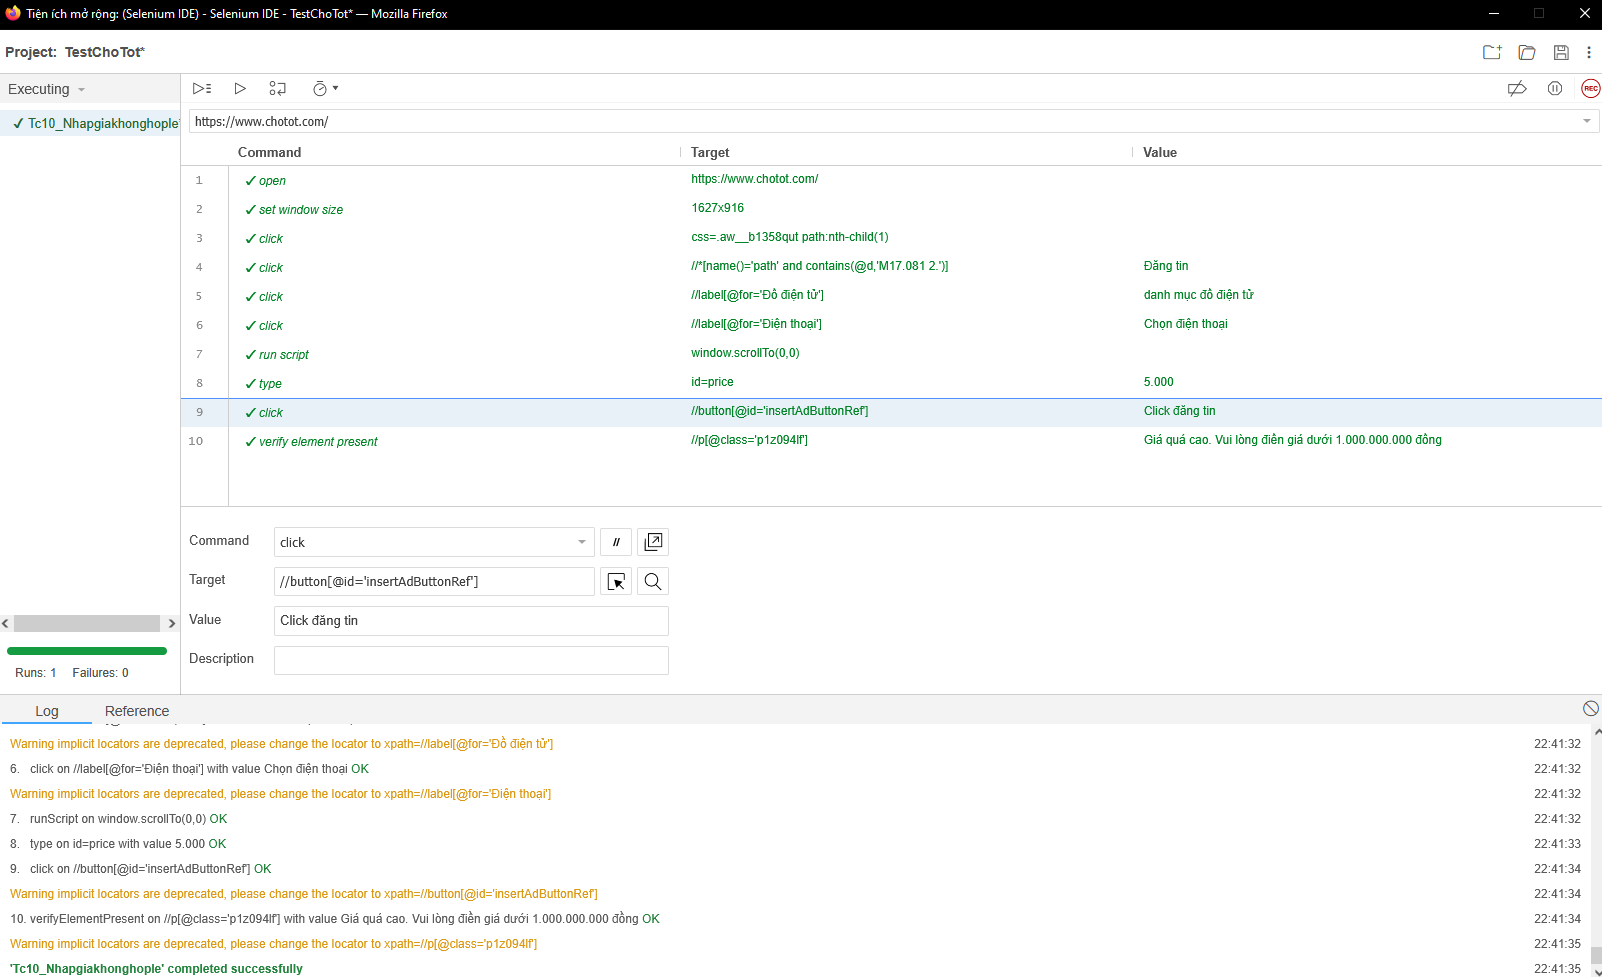 Tiện ích mở rộng: (Selenium IDE) - Selenium IDE - TestChoTot* — Mozilla Firefox
Project: TestChoTot*
Executing
✓ Tc10_Nhapgiakhonghople*
REC
https://www.chotot.com/
Command Target Value
1 ✓ open https://www.chotot.com/
2 ✓ set window size 1627x916
3 ✓ click css=.aw__b1358qut path:nth-child(1)
4 ✓ click //*[name()='path' and contains(@d,'M17.081 2.')] Đăng tin
5 ✓ click //label[@for='Đồ điện tử'] danh mục đồ điện tử
6 ✓ click //label[@for='Điện thoại'] Chọn điện thoại
7 ✓ run script window.scrollTo(0,0)
8 ✓ type id=price 5.000
9 ✓ click //button[@id='insertAdButtonRef'] Click đăng tin
10 ✓ verify element present //p[@class='p1z094lf'] Giá quá cao. Vui lòng điền giá dưới 1.000.000.000 đồng
Command click //
Target //button[@id='insertAdButtonRef']
Value Click đăng tin
Description
Runs: 1 Failures: 0
Log Reference
Warning implicit locators are deprecated, please change the locator to xpath=//label[@for='Đồ điện tử'] 22:41:32
6. click on //label[@for='Điện thoại'] with value Chọn điện thoại OK 22:41:32
Warning implicit locators are deprecated, please change the locator to xpath=//label[@for='Điện thoại'] 22:41:32
7. runScript on window.scrollTo(0,0) OK 22:41:32
8. type on id=price with value 5.000 OK 22:41:33
9. click on //button[@id='insertAdButtonRef'] OK 22:41:34
Warning implicit locators are deprecated, please change the locator to xpath=//button[@id='insertAdButtonRef'] 22:41:34
10. verifyElementPresent on //p[@class='p1z094lf'] with value Giá quá cao. Vui lòng điền giá dưới 1.000.000.000 đồng OK 22:41:34
Warning implicit locators are deprecated, please change the locator to xpath=//p[@class='p1z094lf'] 22:41:35
'Tc10_Nhapgiakhonghople' completed successfully 22:41:35